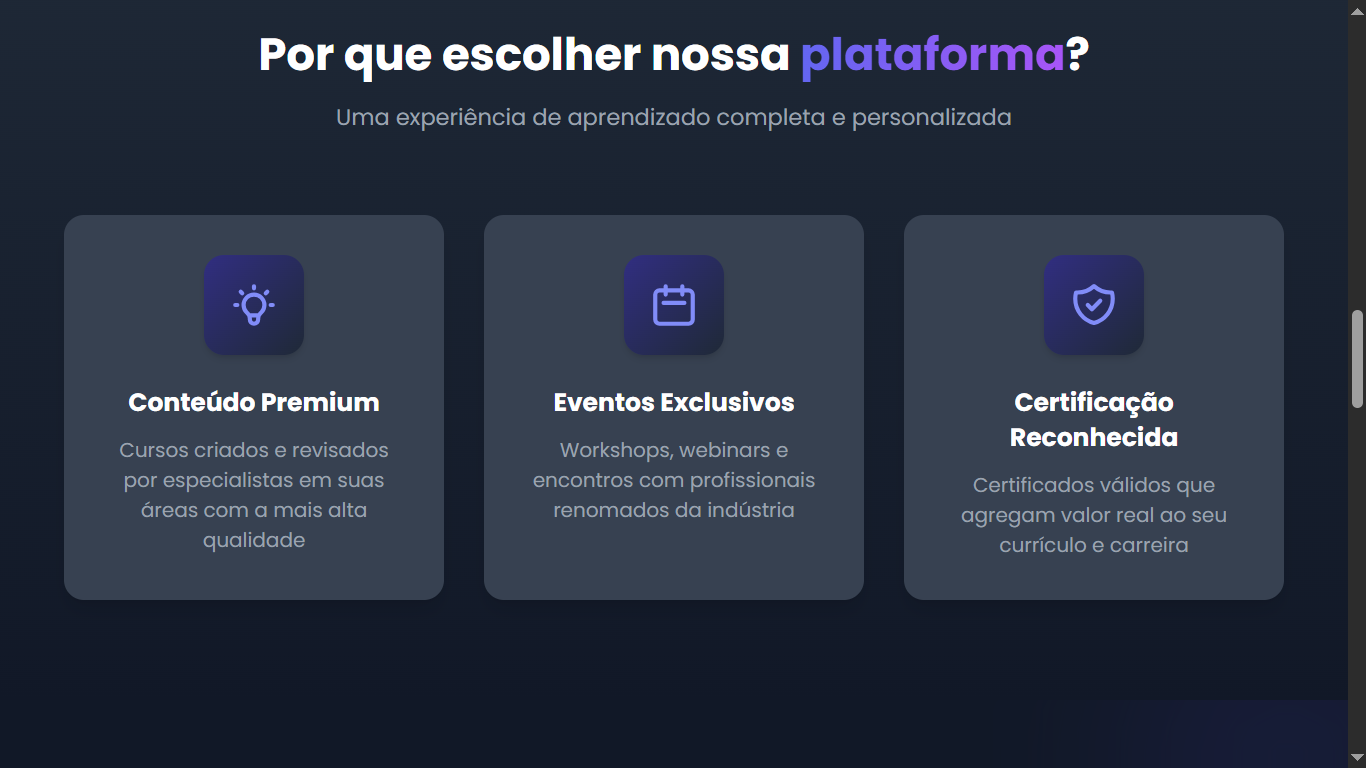 Por que escolher nossa plataforma?
Uma experiência de aprendizado completa e personalizada
Conteúdo Premium
Cursos criados e revisados
por especialistas em suas
áreas com a mais alta
qualidade
Eventos Exclusivos
Workshops, webinars e
encontros com profissionais
renomados da indústria
Certificação
Reconhecida
Certificados válidos que
agregam valor real ao seu
currículo e carreira